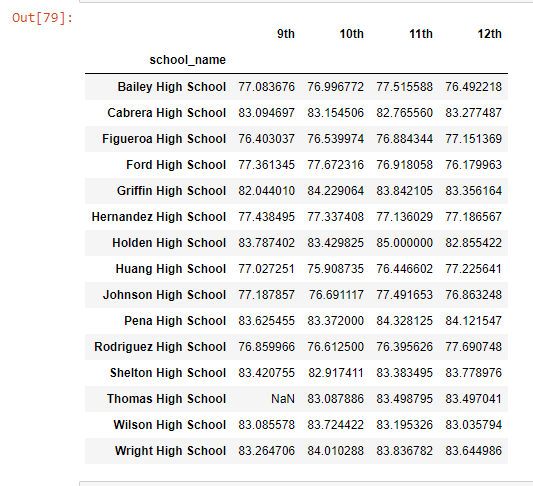 Out[79]:
9th 10th 11th 12th
school_name
Bailey High School 77.083676 76.996772 77.515588 76.492218
Cabrera High School 83.094697 83.154506 82.765560 83.277487
Figueroa High School 76.403037 76.539974 76.884344 77.151369
Ford High School 77.361345 77.672316 76.918058 76.179963
Griffin High School 82.044010 84.229064 83.842105 83.356164
Hernandez High School 77.438495 77.337408 77.136029 77.186567
Holden High School 83.787402 83.429825 85.000000 82.855422
Huang High School 77.027251 75.908735 76.446602 77.225641
Johnson High School 77.187857 76.691117 77.491653 76.863248
Pena High School 83.625455 83.372000 84.328125 84.121547
Rodriguez High School 76.859966 76.612500 76.395626 77.690748
Shelton High School 83.420755 82.917411 83.383495 83.778976
Thomas High School NaN 83.087886 83.498795 83.497041
Wilson High School 83.085578 83.724422 83.195326 83.035794
Wright High School 83.264706 84.010288 83.836782 83.644986